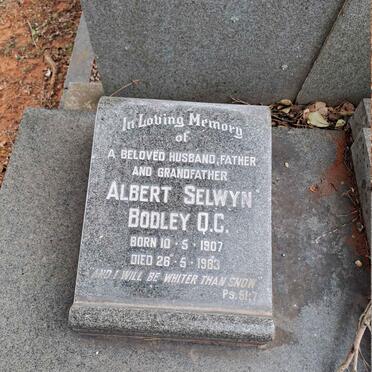 In Loving Memory
of
A BELOVED HUSBAND, FATHER
AND GRANDFATHER
ALBERT SELWYN
BODLEY Q.C.
BORN 10-5-1907
DIED 26-5-1983
"AND I WILL BE WHITER THAN SNOW"
Ps. 51:7